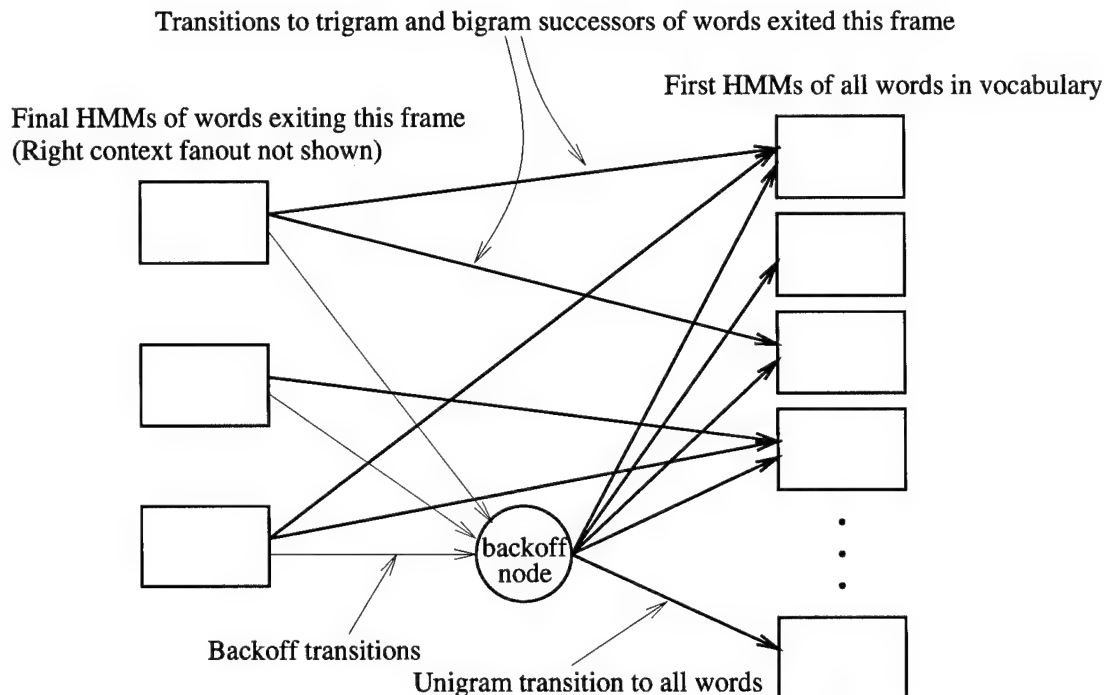 Transitions to trigram and bigram successors of words exited this frame
First HMMs of all words in vocabulary
Final HMMs of words exiting this frame
(Right context fanout not shown)
backoff
node
Backoff transitions
Unigram transition to all words